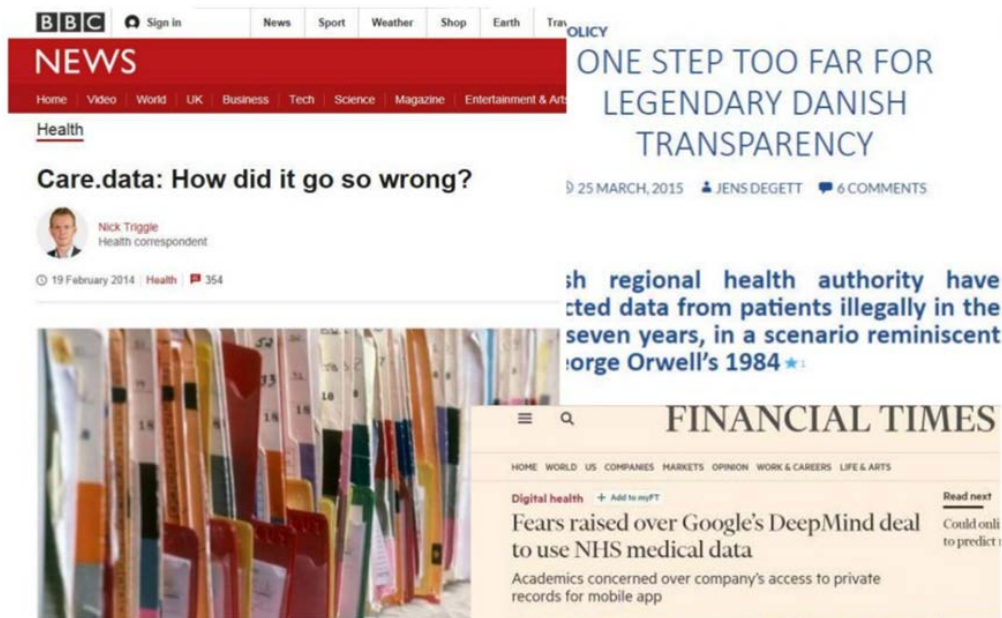 BBC Sign in News Sport Weather Shop Earth
NEWS
Home Video World UK Business Tech Science Magazine Entertainment & Arts
Health
Care.data: How did it go so wrong?
Nick Triggle
Health correspondent
19 February 2014 Health 354
OLICY
ONE STEP TOO FAR FOR
LEGENDARY DANISH
TRANSPARENCY
25 MARCH, 2015 JENS DEGETT 6 COMMENTS
sh regional health authority have
cted data from patients illegally in the
seven years, in a scenario reminiscent
eorge Orwell's 1984
FINANCIAL TIMES
HOME WORLD US COMPANIES MARKETS OPINION WORK & CAREERS LIFE & ARTS
Digital health + Add to myFT
Fears raised over Google's DeepMind deal
to use NHS medical data
Academics concerned over company's access to private
records for mobile app
Read next
Could onli
to predict